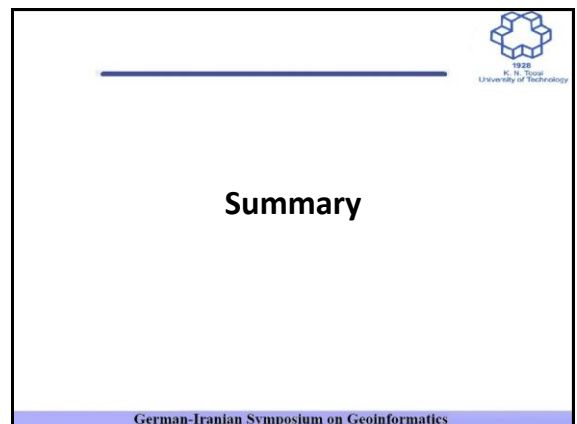 1928
K. N. Toosi
University of Technology
Summary
German-Iranian Symposium on Geoinformatics